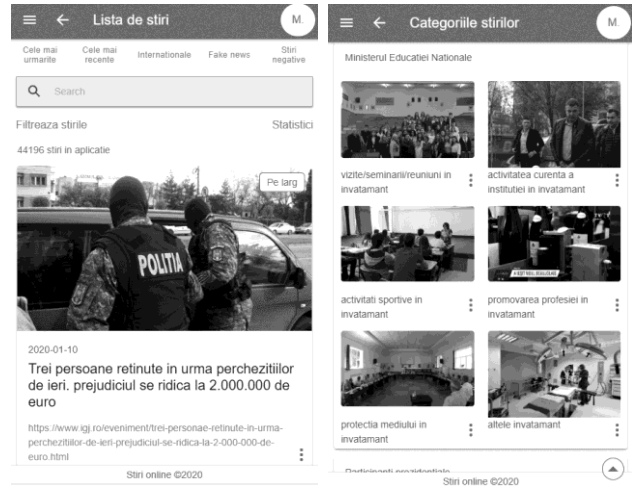 Lista de stiri
M.
Cele mai urmarite
Cele mai recente
Internationale
Fake news
Stiri negative
Search
Filtreaza stirile
Statistici
44196 stiri in aplicatie
Pe larg
POLITIA
2020-01-10
Trei persoane retinute in urma perchezitiilor
de ieri. prejudiciul se ridica la 2.000.000 de
euro
https://www.igj.ro/eveniment/trei-personae-retinute-in-urma-
perchezitiilor-de-ieri-prejudiciul-se-ridica-la-2-000-000-de-
euro.html
Stiri online ©2020
Categoriile stirilor
M.
Ministerul Educatiei Nationale
vizite/seminarii/reuniuni in
invatamant
activitatea curenta a
institutiei in invatamant
activitati sportive in
invatamant
promovarea profesiei in
invatamant
protectia mediului in
invatamant
altele invatamant
Participanti prezidentiale
Stiri online ©2020